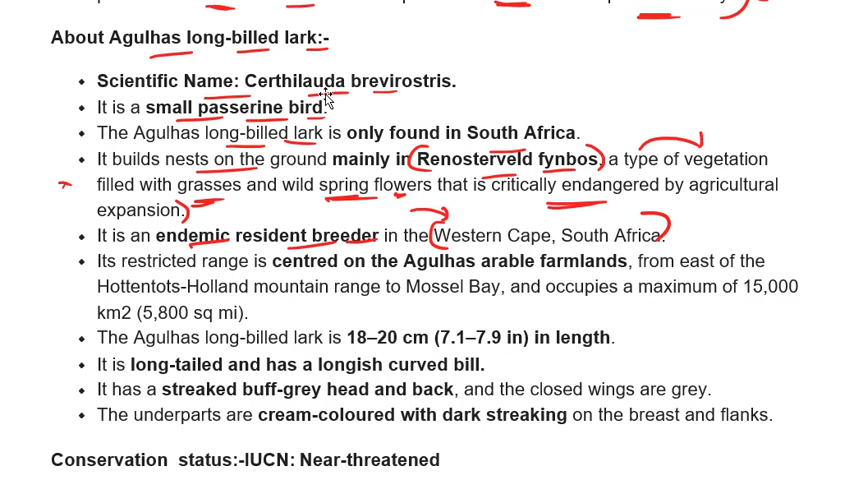 About Agulhas long-billed lark:-
• Scientific Name: Certhilauda brevirostris.
• It is a small passerine bird.
• The Agulhas long-billed lark is only found in South Africa.
• It builds nests on the ground mainly in Renosterveld fynbos, a type of vegetation
filled with grasses and wild spring flowers that is critically endangered by agricultural
expansion.
• It is an endemic resident breeder in the Western Cape, South Africa.
• Its restricted range is centred on the Agulhas arable farmlands, from east of the
Hottentots-Holland mountain range to Mossel Bay, and occupies a maximum of 15,000
km2 (5,800 sq mi).
• The Agulhas long-billed lark is 18–20 cm (7.1–7.9 in) in length.
• It is long-tailed and has a longish curved bill.
• It has a streaked buff-grey head and back, and the closed wings are grey.
• The underparts are cream-coloured with dark streaking on the breast and flanks.
Conservation status:-IUCN: Near-threatened